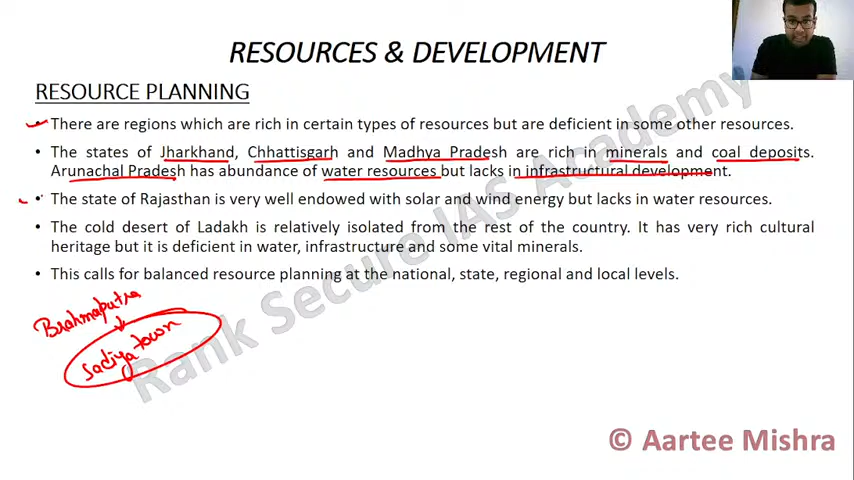 RESOURCES & DEVELOPMENT
RESOURCE PLANNING
• There are regions which are rich in certain types of resources but are deficient in some other resources.
• The states of Jharkhand, Chhattisgarh and Madhya Pradesh are rich in minerals and coal deposits.
Arunachal Pradesh has abundance of water resources but lacks in infrastructural development.
• The state of Rajasthan is very well endowed with solar and wind energy but lacks in water resources.
• The cold desert of Ladakh is relatively isolated from the rest of the country. It has very rich cultural
heritage but it is deficient in water, infrastructure and some vital minerals.
• This calls for balanced resource planning at the national, state, regional and local levels.
Brahmaputra
Sadiya town
Rank Secure IAS Academy
© Aartee Mishra